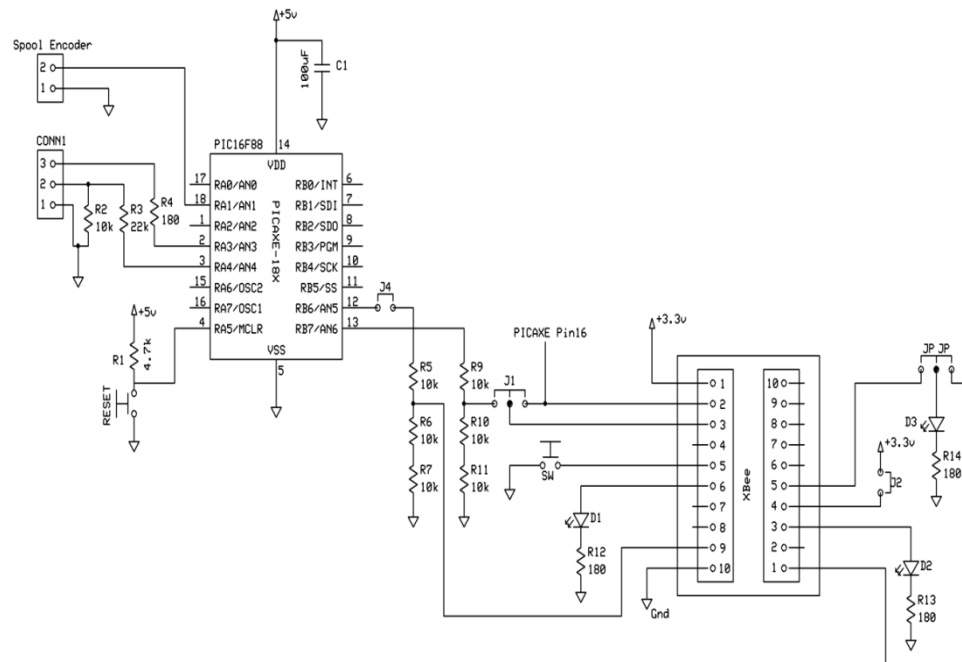 +5v
Spool Encoder
2
1
100uF
C1
CONN1
3
2
1
R2
10k
R3
22k
R4
180
PIC16F88
14
VDD
PICAXE-18X
17 RA0/AN0 RB0/INT 6
18 RA1/AN1 RB1/SDI 7
1 RA2/AN2 RB2/SDO 8
2 RA3/AN3 RB3/PGM 9
3 RA4/AN4 RB4/SCK 10
15 RA6/OSC2 RB5/SS 11
16 RA7/OSC1 RB6/AN5 12
4 RA5/MCLR RB7/AN6 13
VSS
5
J4
+5v
R1
4.7k
RESET
R5
10k
R6
10k
R7
10k
R9
10k
R10
10k
R11
10k
J1
PICAXE Pin16
+3.3v
SW
D1
R12
180
Gnd
XBee
1 10
2 9
3 8
4 7
5 6
6 5
7 4
8 3
9 2
10 1
JP JP
D3
R14
180
+3.3v
J2
D2
R13
180